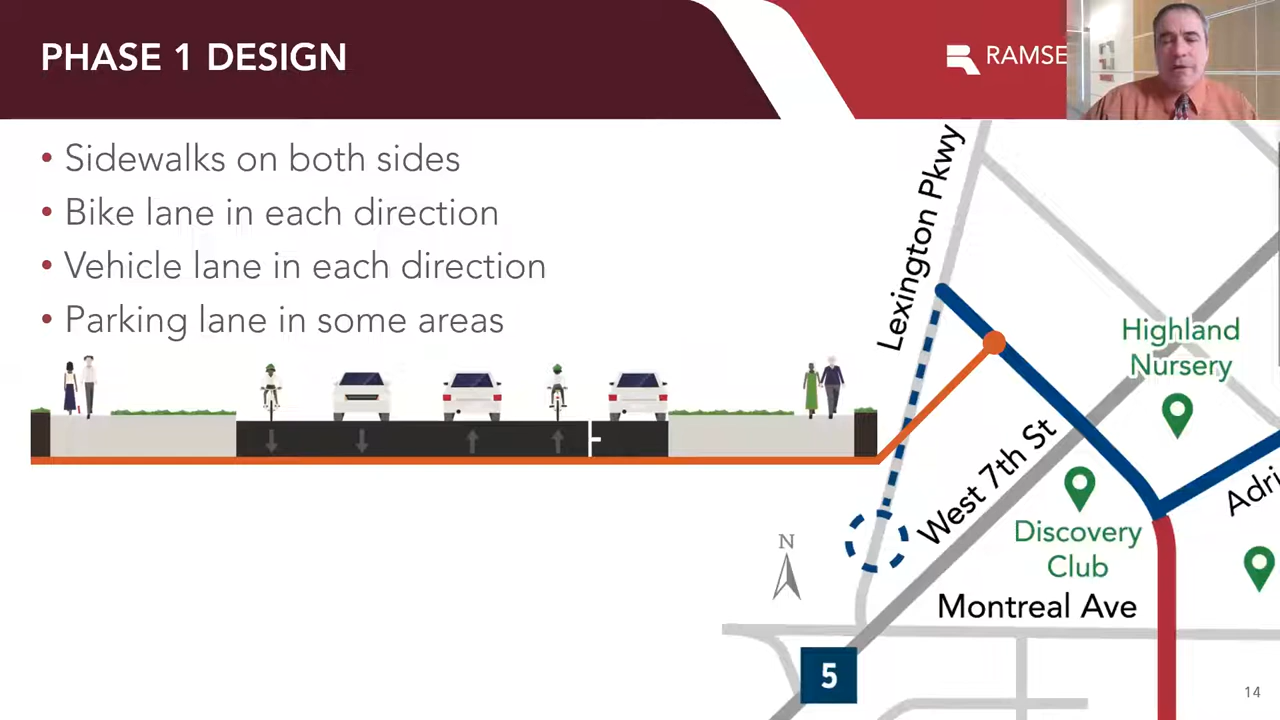 PHASE 1 DESIGN
RAMSE
• Sidewalks on both sides
• Bike lane in each direction
• Vehicle lane in each direction
• Parking lane in some areas
Lexington Pkwy
Highland
Nursery
West 7th St
Adri
Discovery
Club
N
Montreal Ave
5
14